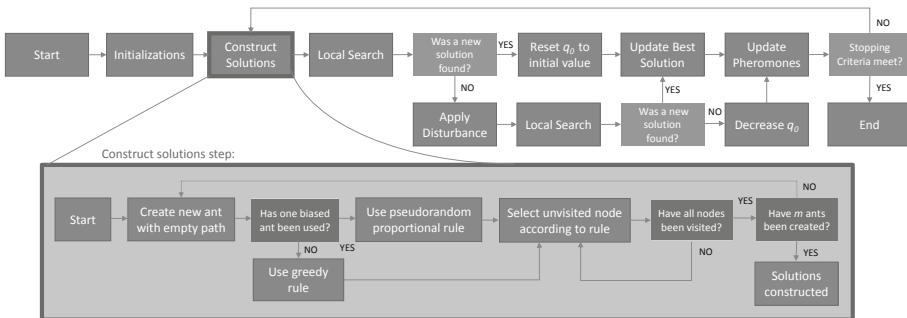 NO
Start
Initializations
Construct
Solutions
Local Search
Was a new
solution
found?
YES
Reset q0 to
initial value
Update Best
Solution
Update
Pheromones
Stopping
Criteria meet?
NO
YES
NO
YES
Apply
Disturbance
Local Search
Was a new
solution
found?
Decrease q0
End
Construct solutions step:
NO
Start
Create new ant
with empty path
Has one biased
ant been used?
Use pseudorandom
proportional rule
Select unvisited node
according to rule
Have all nodes
been visited?
YES
Have m ants
been created?
NO
YES
NO
YES
Use greedy
rule
Solutions
constructed